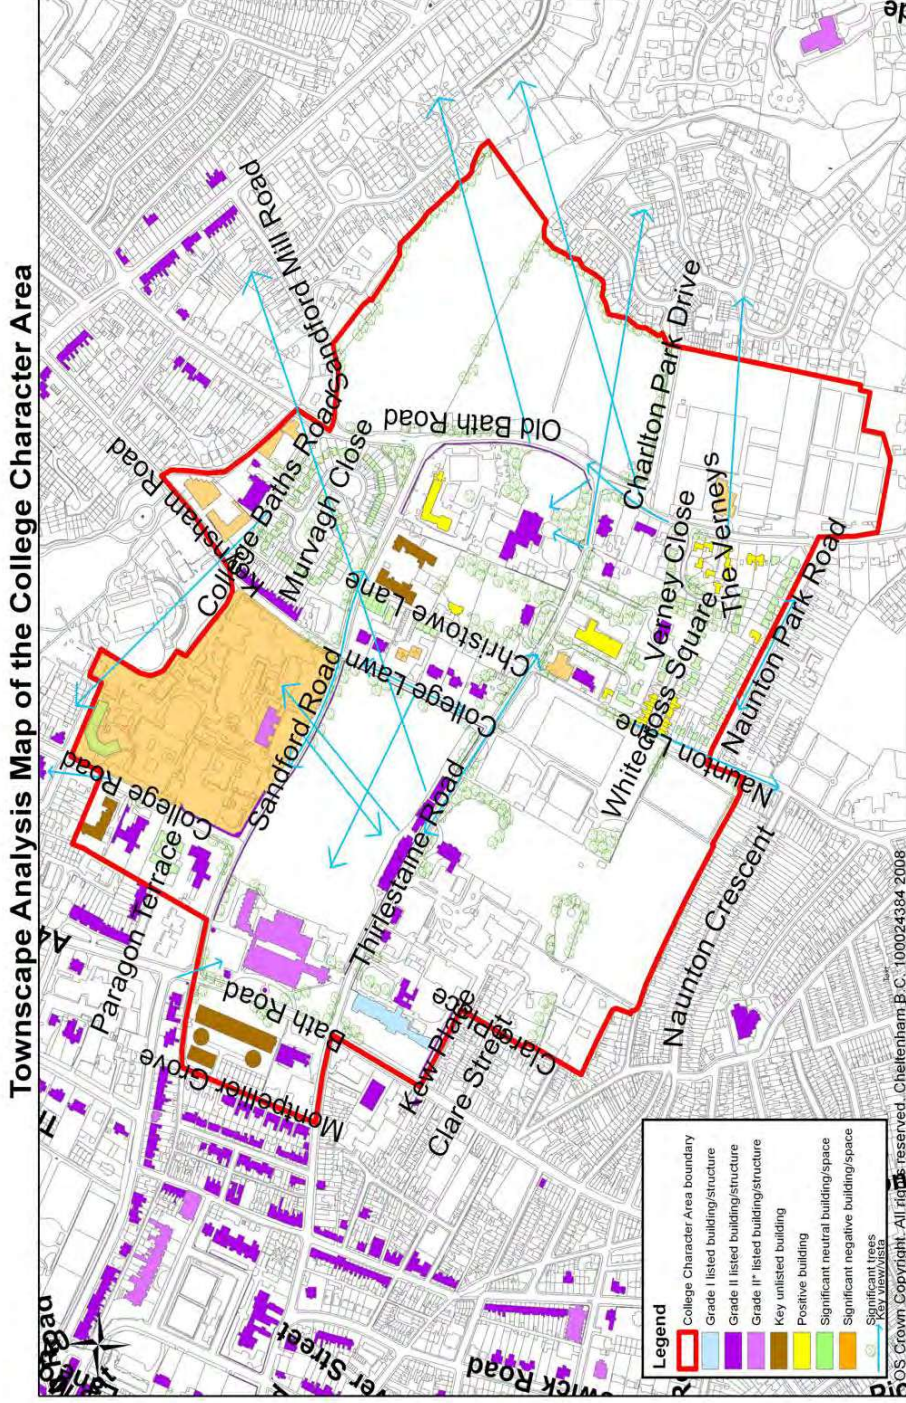 Townscape Analysis Map of the College Character Area
Sandford Mill Road
Keynsham Road
College Baths Road
Murvagh Close
Old Bath Road
Charlton Park Drive
College Road
Sandford Road
College Lawn
Christowe Lane
Verney Close
The Verneys
Whitecross Square
Naunton Park Road
Naunton Lane
Thirlestaine Road
Paragon Terrace
A4
Bath Road
Montpellier Grove
Kew Place
Clare Place
Clare Street
Naunton Crescent
Street
wick Road
Legend
College Character Area boundary
Grade I listed building/structure
Grade II listed building/structure
Grade II* listed building/structure
Key unlisted building
Positive building
Significant neutral building/space
Significant negative building/space
Significant trees
Key view/vista
OS Crown Copyright. All rights reserved. Cheltenham B.C. 100024384 2008